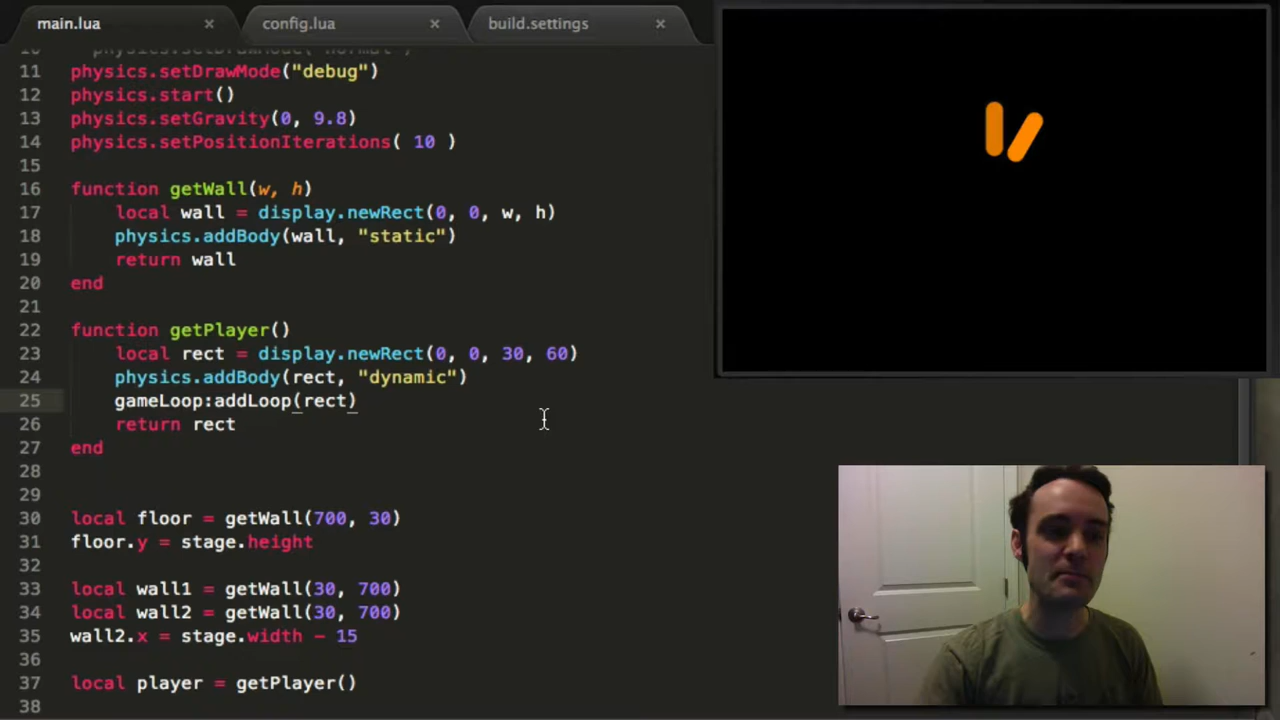 main.lua × config.lua × build.settings ×
10 physics.setDrawMode("normal")
11 physics.setDrawMode("debug")
12 physics.start()
13 physics.setGravity(0, 9.8)
14 physics.setPositionIterations( 10 )
15
16 function getWall(w, h)
17 local wall = display.newRect(0, 0, w, h)
18 physics.addBody(wall, "static")
19 return wall
20 end
21
22 function getPlayer()
23 local rect = display.newRect(0, 0, 30, 60)
24 physics.addBody(rect, "dynamic")
25 gameLoop:addLoop(rect)
26 return rect
27 end
28
29
30 local floor = getWall(700, 30)
31 floor.y = stage.height
32
33 local wall1 = getWall(30, 700)
34 local wall2 = getWall(30, 700)
35 wall2.x = stage.width - 15
36
37 local player = getPlayer()
38